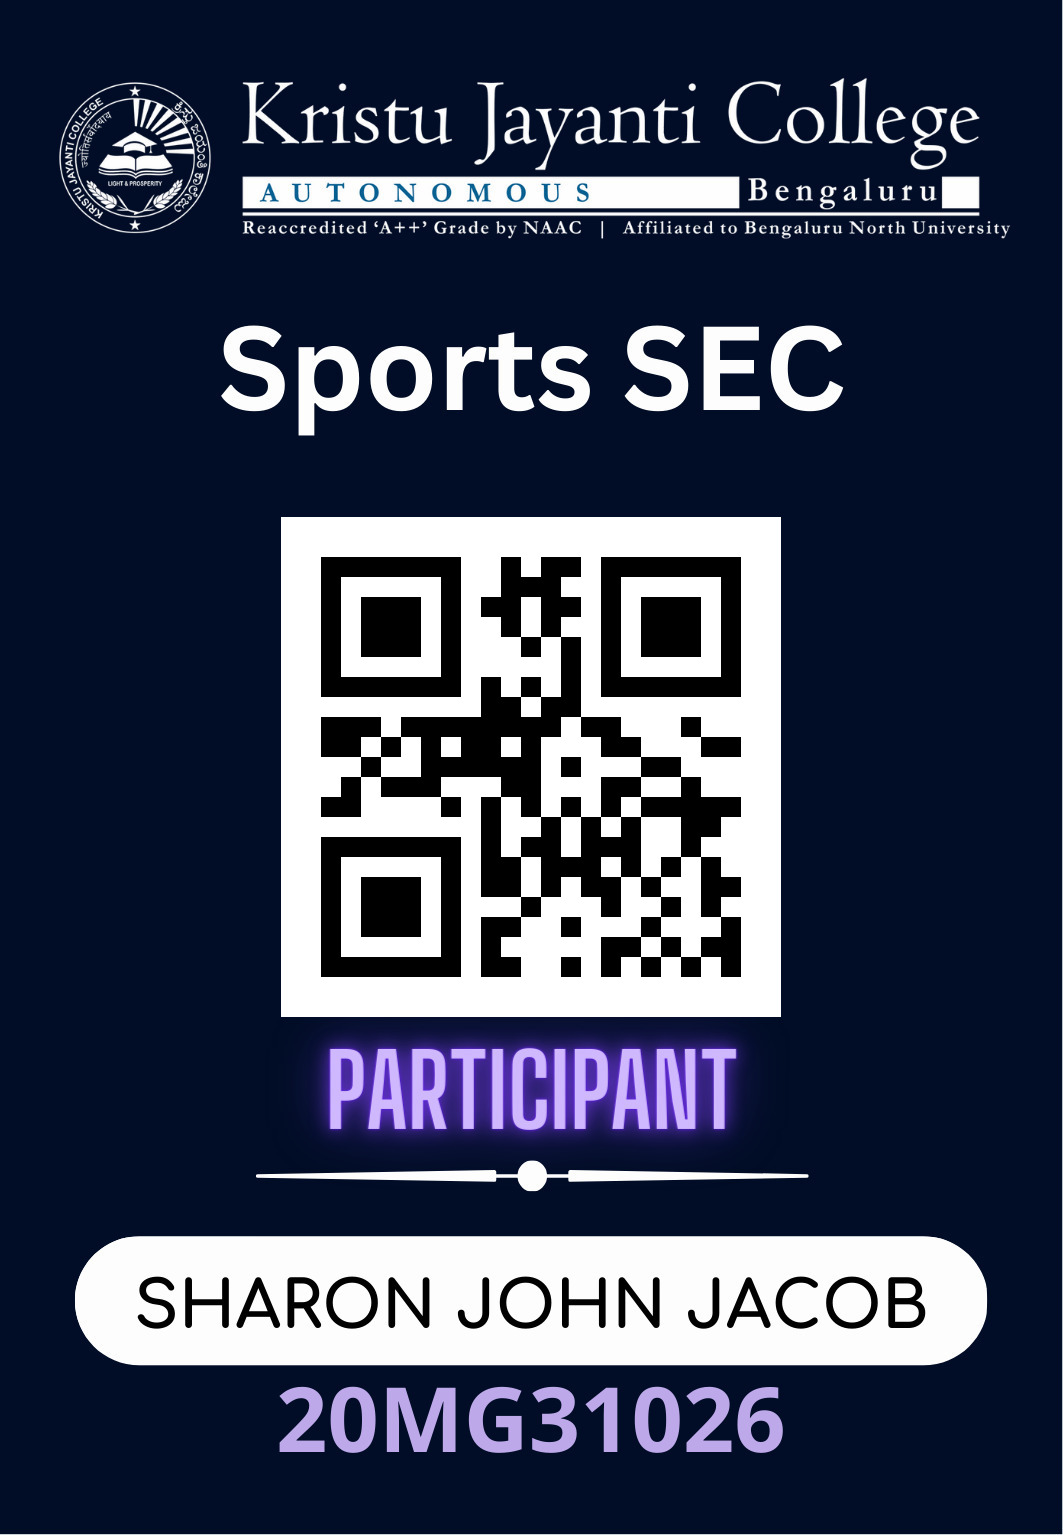 Kristu Jayanti College
AUTONOMOUS Bengaluru
Reaccredited ‘A++’ Grade by NAAC | Affiliated to Bengaluru North University
KRISTU JAYANTI COLLEGE
ಕ್ರಿಸ್ತು ಜಯಂತಿ ಕಾಲೇಜು
LIGHT & PROSPERITY
Sports SEC
PARTICIPANT
SHARON JOHN JACOB
20MG31026